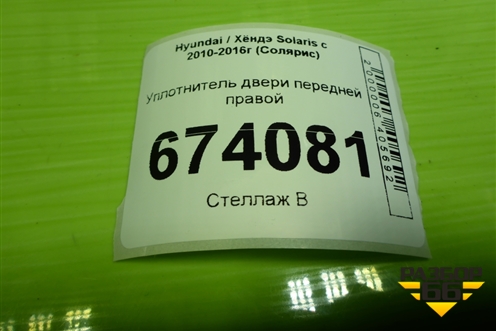 Hyundai / Хёндэ Solaris с
2010-2016г (Солярис)
Уплотнитель двери передней
правой
674081
Стеллаж В
2000006405692
РАЗБОР
66